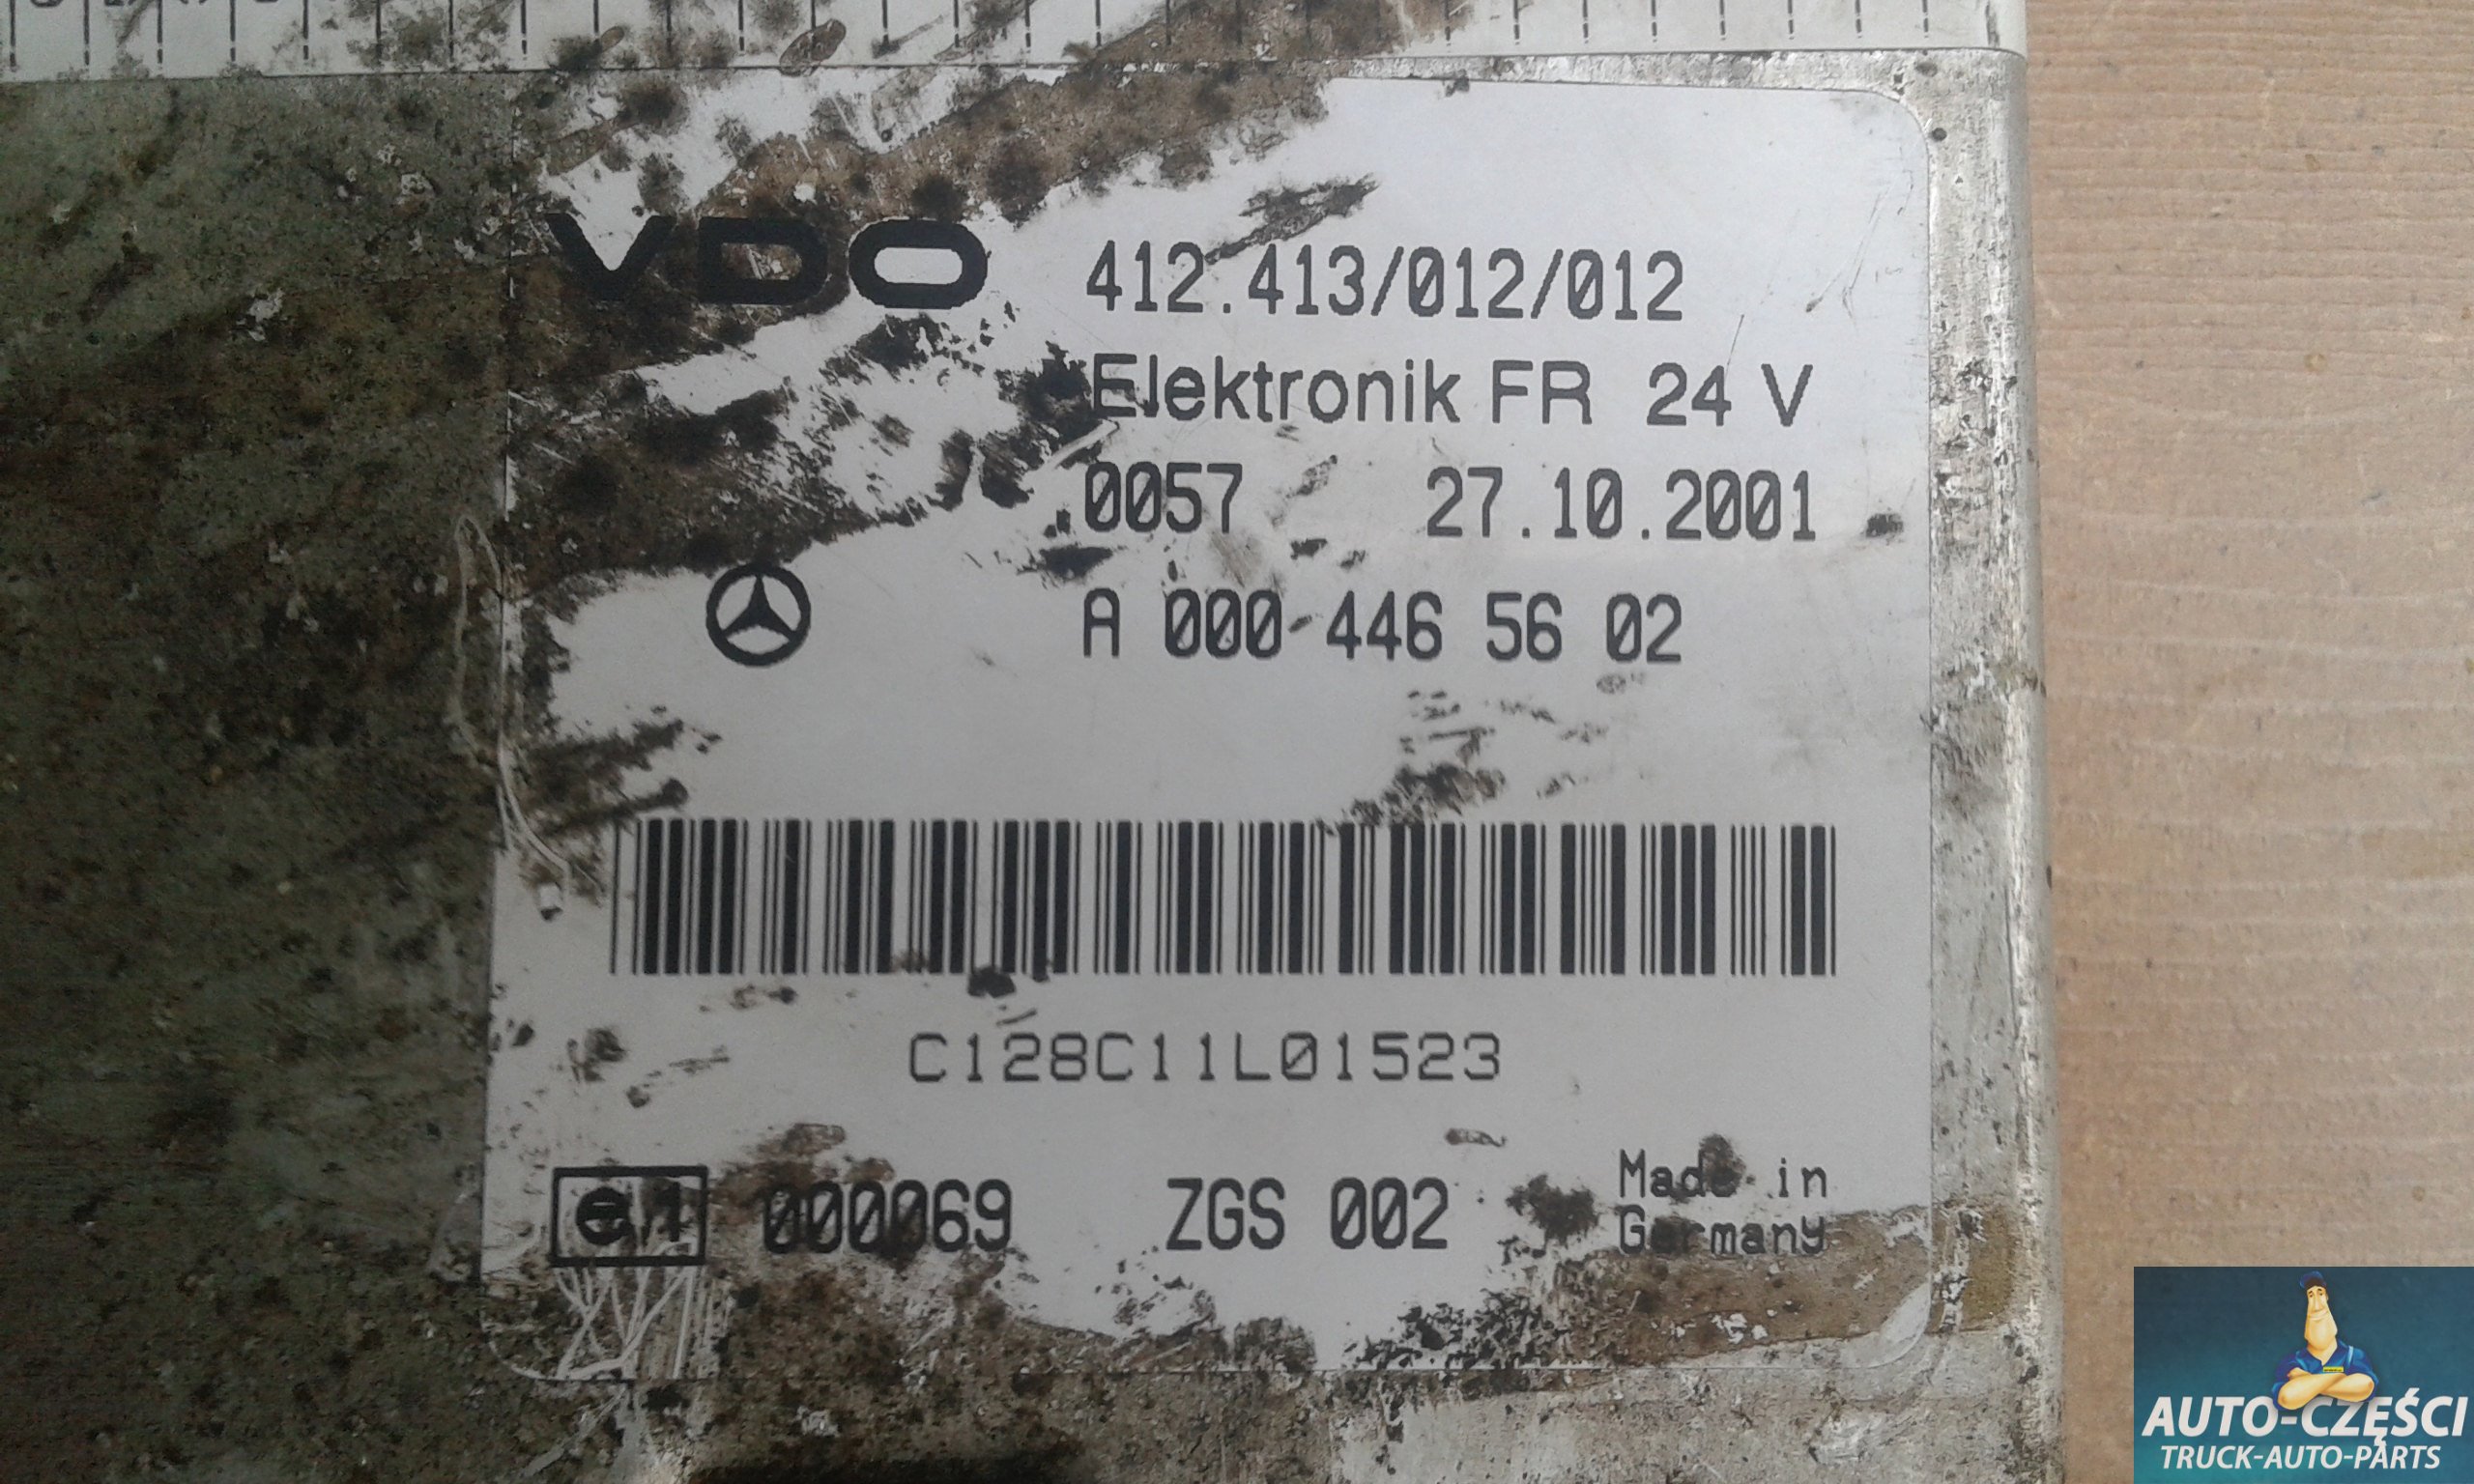 VDO 412.413/012/012
Elektronik FR 24 V
0057 27.10.2001
A 000 446 56 02
C128C11L01523
e1 000069 ZGS 002 Made in
Germany
AUTO-CZĘŚCI
TRUCK-AUTO-PARTS